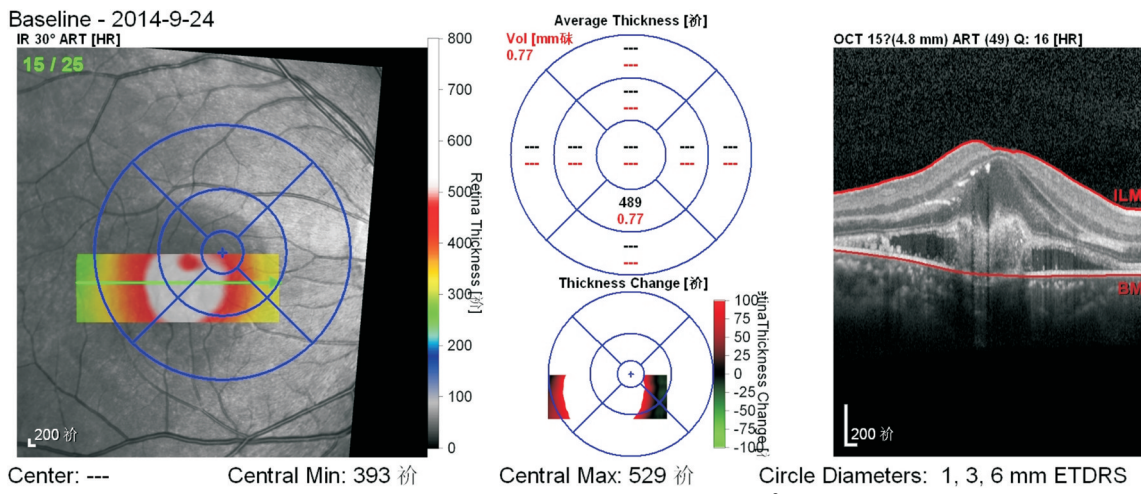 Baseline - 2014-9-24
IR 30° ART [HR]
15 / 25
800
700
600
500
400
300
200
100
0
Retina Thickness [祄]
200 祄
Average Thickness [祄]
Vol [mm砞
0.77
---
---
---
---
--- --- --- --- ---
--- --- --- --- ---
489
0.77
---
---
Thickness Change [祄]
100
75
50
25
0
-25
-50
-75
-100
OCT 15?(4.8 mm) ART (49) Q: 16 [HR]
ILM
BM
200 祄
Center: ---
Central Min: 393 祄
Central Max: 529 祄
Circle Diameters: 1, 3, 6 mm ETDRS